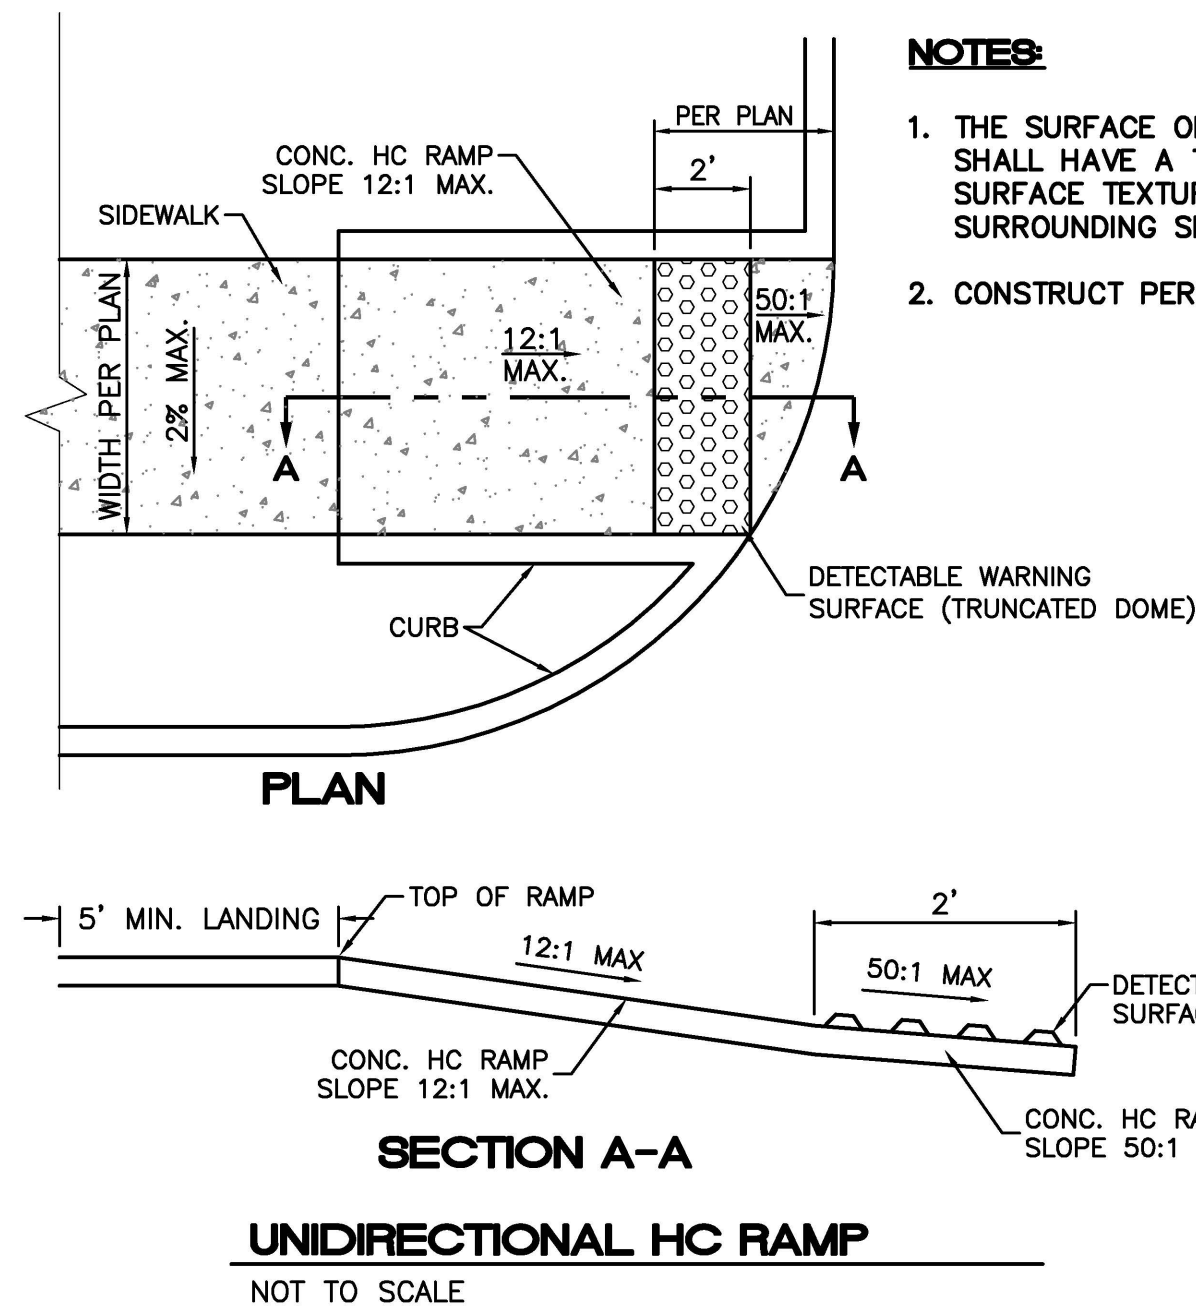 NOTES:
1. THE SURFACE
SHALL HAVE A
SURFACE
SURROUNDING
2. CONSTRUCT PER
PER PLAN
2'
CONC. HC RAMP
SLOPE 12:1 MAX.
SIDEWALK
WIDTH PER PLAN
2% MAX.
12:1
MAX.
50:1
MAX.
A
A
DETECTABLE WARNING
SURFACE (TRUNCATED DOME)
CURB
PLAN
5' MIN. LANDING
TOP OF RAMP
12:1 MAX
2'
50:1 MAX
CONC. HC RAMP
SLOPE 12:1 MAX.
CONC. HC
SLOPE 50:1
SECTION A-A
UNIDIRECTIONAL HC RAMP
NOT TO SCALE